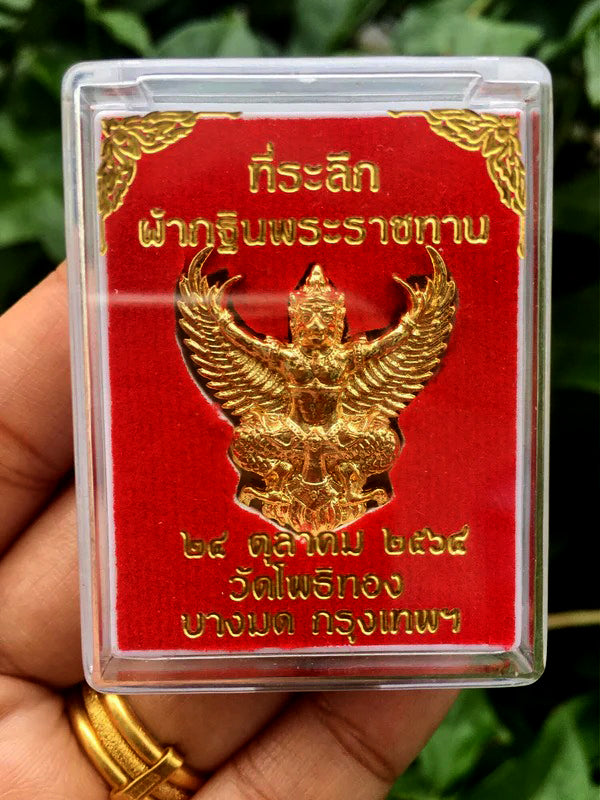 ที่ระลึก
ผ้ากฐินพระราชทาน
๒๔ ตุลาคม ๒๕๖๔
วัดโพธิทอง
บางมด กรุงเทพฯ